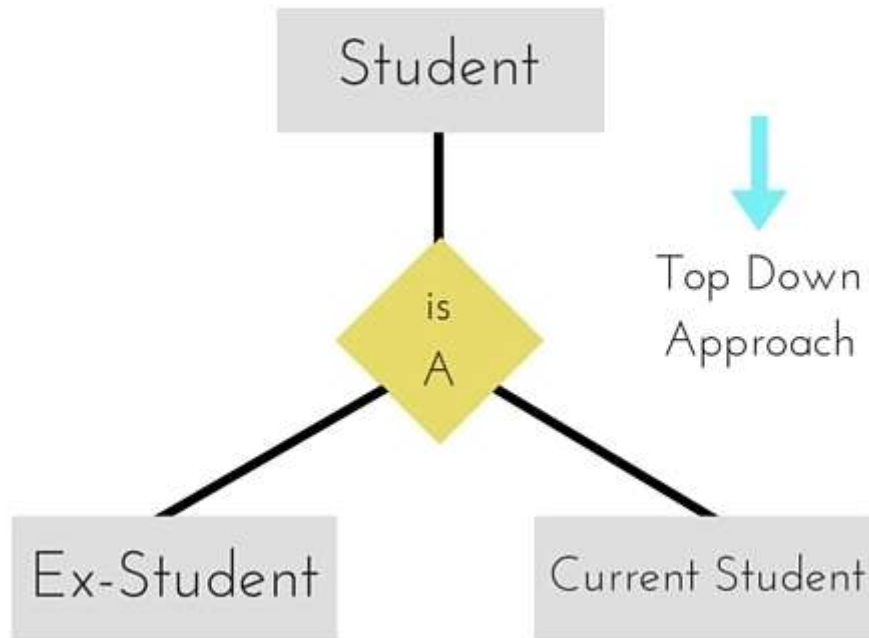 Student
is
A
Top Down
Approach
Ex-Student
Current Student